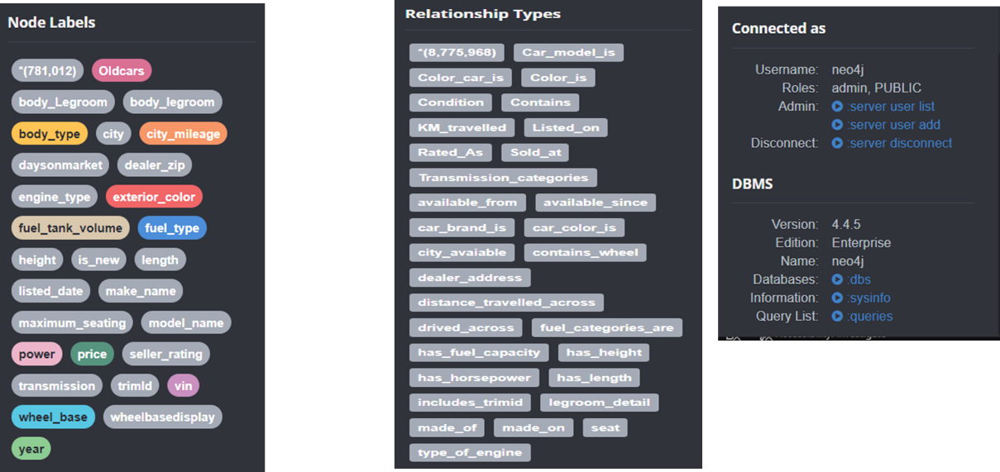 Node Labels
*(781,012) Oldcars
body_Legroom body_legroom
body_type city city_mileage
daysonmarket dealer_zip
engine_type exterior_color
fuel_tank_volume fuel_type
height is_new length
listed_date make_name
maximum_seating model_name
power price seller_rating
transmission trimId vin
wheel_base wheelbasedisplay
year
Relationship Types
*(8,775,968) Car_model_is
Color_car_is Color_is
Condition Contains
KM_travelled Listed_on
Rated_As Sold_at
Transmission_categories
available_from available_since
car_brand_is car_color_is
city_avaiable contains_wheel
dealer_address
distance_travelled_across
drived_across fuel_categories_are
has_fuel_capacity has_height
has_horsepower has_length
includes_trimid legroom_detail
made_of made_on seat
type_of_engine
Connected as
Username: neo4j
Roles: admin, PUBLIC
Admin: :server user list
:server user add
Disconnect: :server disconnect
DBMS
Version: 4.4.5
Edition: Enterprise
Name: neo4j
Databases: :dbs
Information: :sysinfo
Query List: :queries